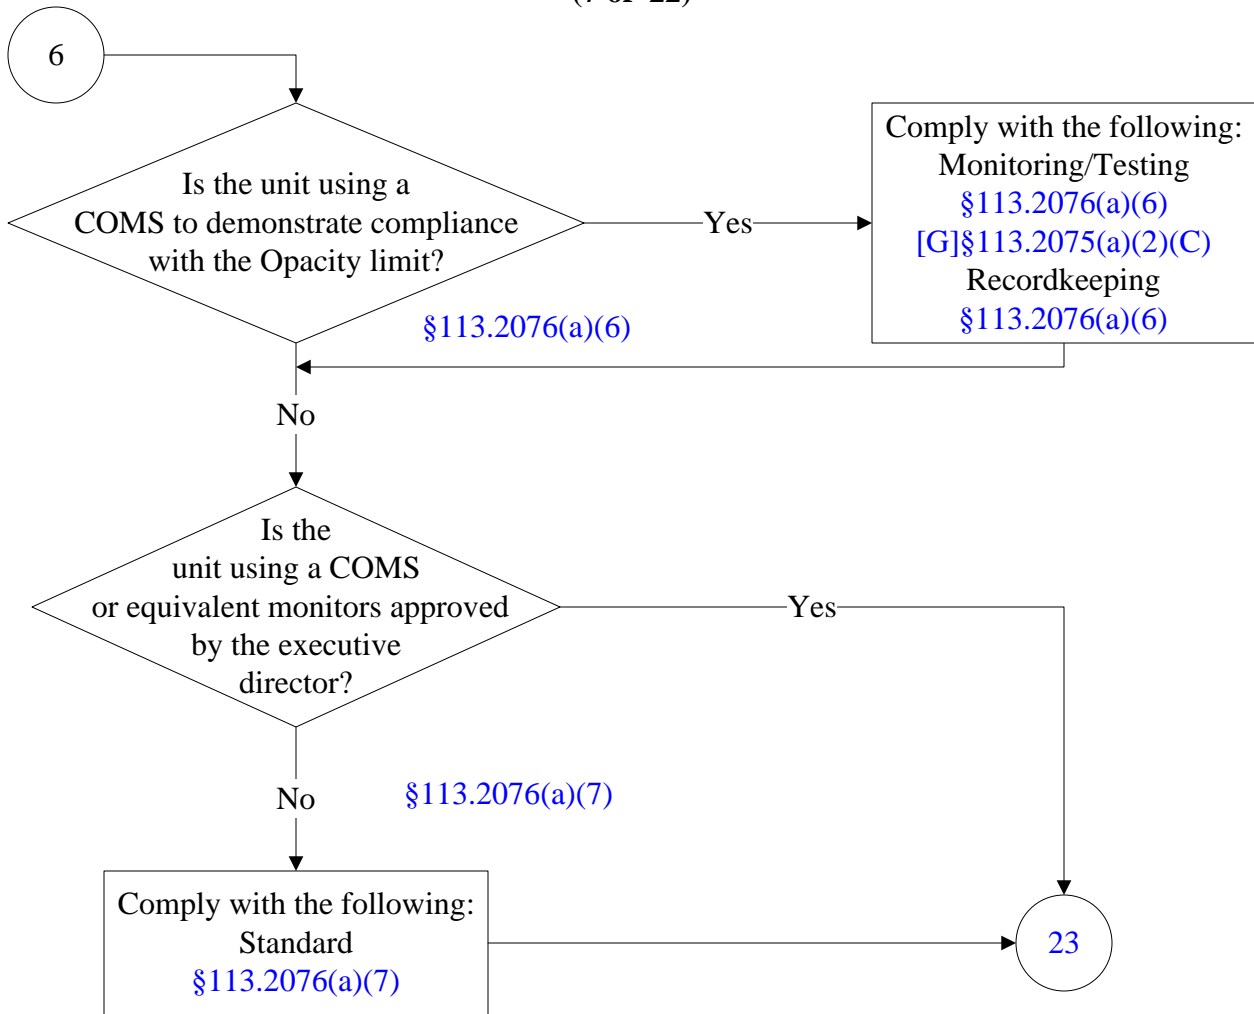 (7 of 22)
6
Is the unit using a
COMS to demonstrate compliance
with the Opacity limit?
Yes
Comply with the following:
Monitoring/Testing
§113.2076(a)(6)
[G]§113.2075(a)(2)(C)
Recordkeeping
§113.2076(a)(6)
§113.2076(a)(6)
No
Is the
unit using a COMS
or equivalent monitors approved
by the executive
director?
Yes
No
§113.2076(a)(7)
Comply with the following:
Standard
§113.2076(a)(7)
23